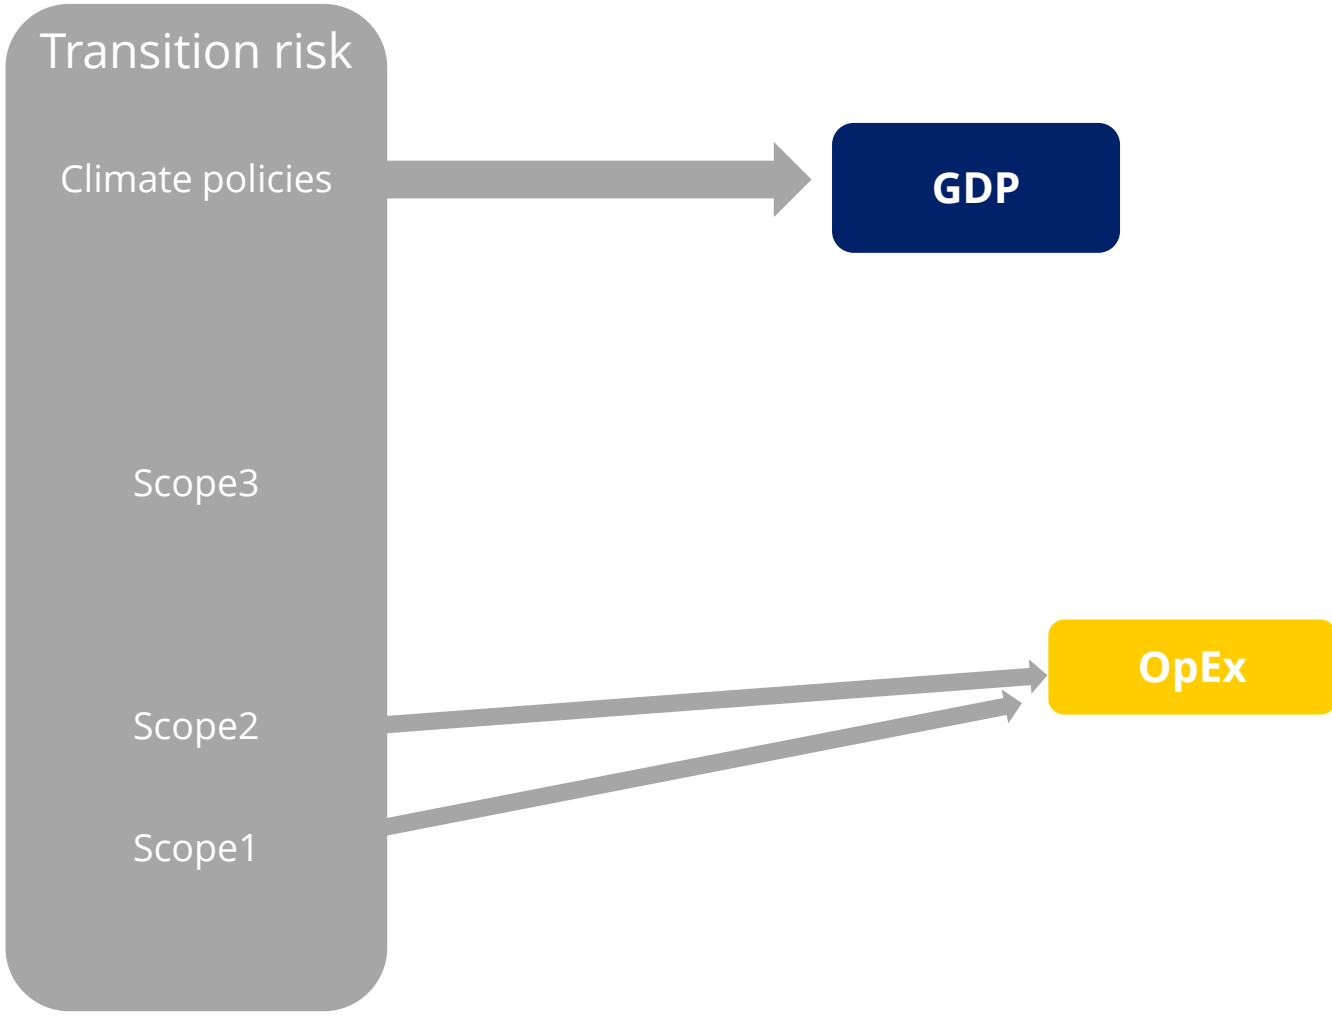 Transition risk
Climate policies
GDP
Scope3
OpEx
Scope2
Scope1